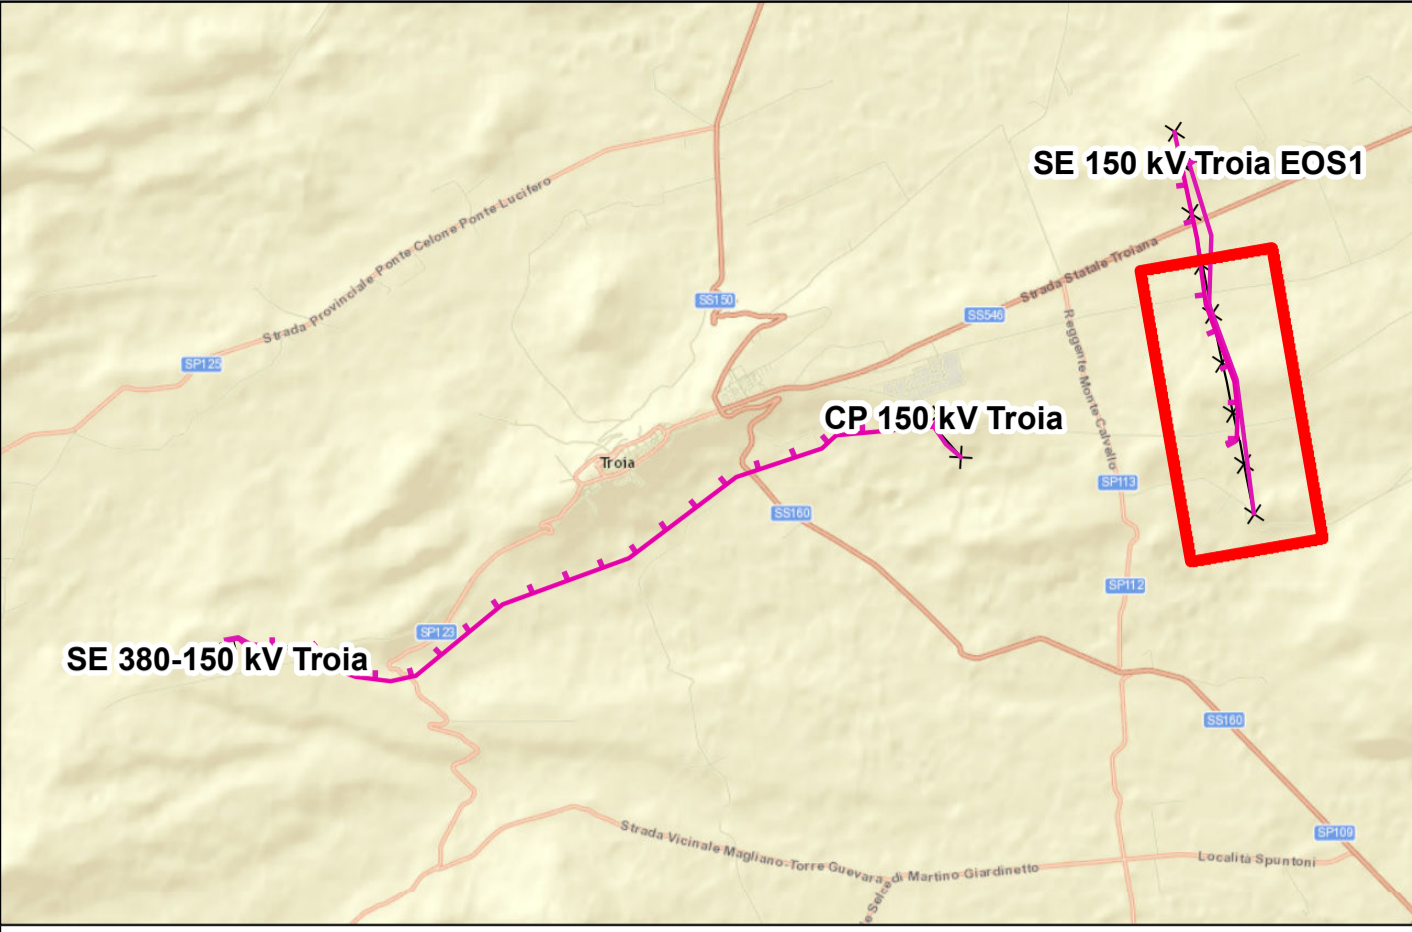 SE 150 kV Troia EOS1
Strada Provinciale Ponte Celone Ponte Lucifero
Strada Statale Troiana
SS150
SS546
SP125
Reggente Monte Calvello
CP 150 kV Troia
Troia
SP113
SS160
SP112
SP123
SE 380-150 kV Troia
SS160
Strada Vicinale Magliano-Torre Guevara di Martino Giardinetto
SP109
Località Spuntoni
e Selce